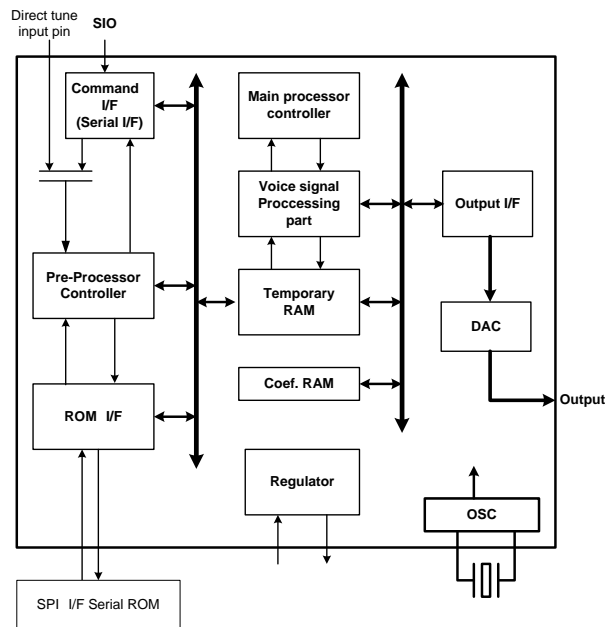 Direct tune
input pin
SIO
Command
I/F
(Serial I/F)
Main processor
controller
Voice signal
Proccessing
part
Output I/F
Pre-Processor
Controller
Temporary
RAM
DAC
Coef. RAM
Output
ROM I/F
Regulator
OSC
SPI I/F Serial ROM